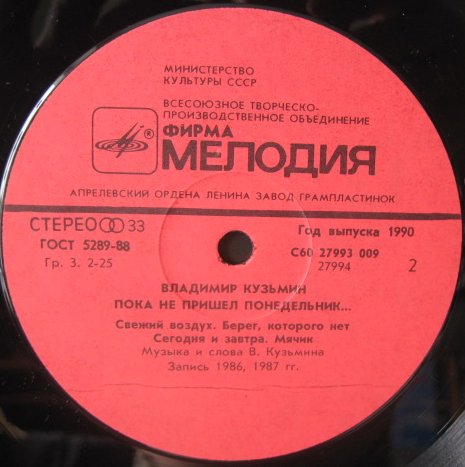 МИНИСТЕРСТВО
КУЛЬТУРЫ СССР
ВСЕСОЮЗНОЕ ТВОРЧЕСКО-
ПРОИЗВОДСТВЕННОЕ ОБЪЕДИНЕНИЕ
® ФИРМА
МЕЛОДИЯ
АПРЕЛЕВСКИЙ ОРДЕНА ЛЕНИНА ЗАВОД ГРАМПЛАСТИНОК
СТЕРЕО 33
ГОСТ 5289-88
Гр. 3. 2-25
Год выпуска 1990
С60 27993 009
27994
2
ВЛАДИМИР КУЗЬМИН
ПОКА НЕ ПРИШЕЛ ПОНЕДЕЛЬНИК...
Свежий воздух. Берег, которого нет
Сегодня и завтра. Мячик
Музыка и слова В. Кузьмина
Запись 1986, 1987 гг.